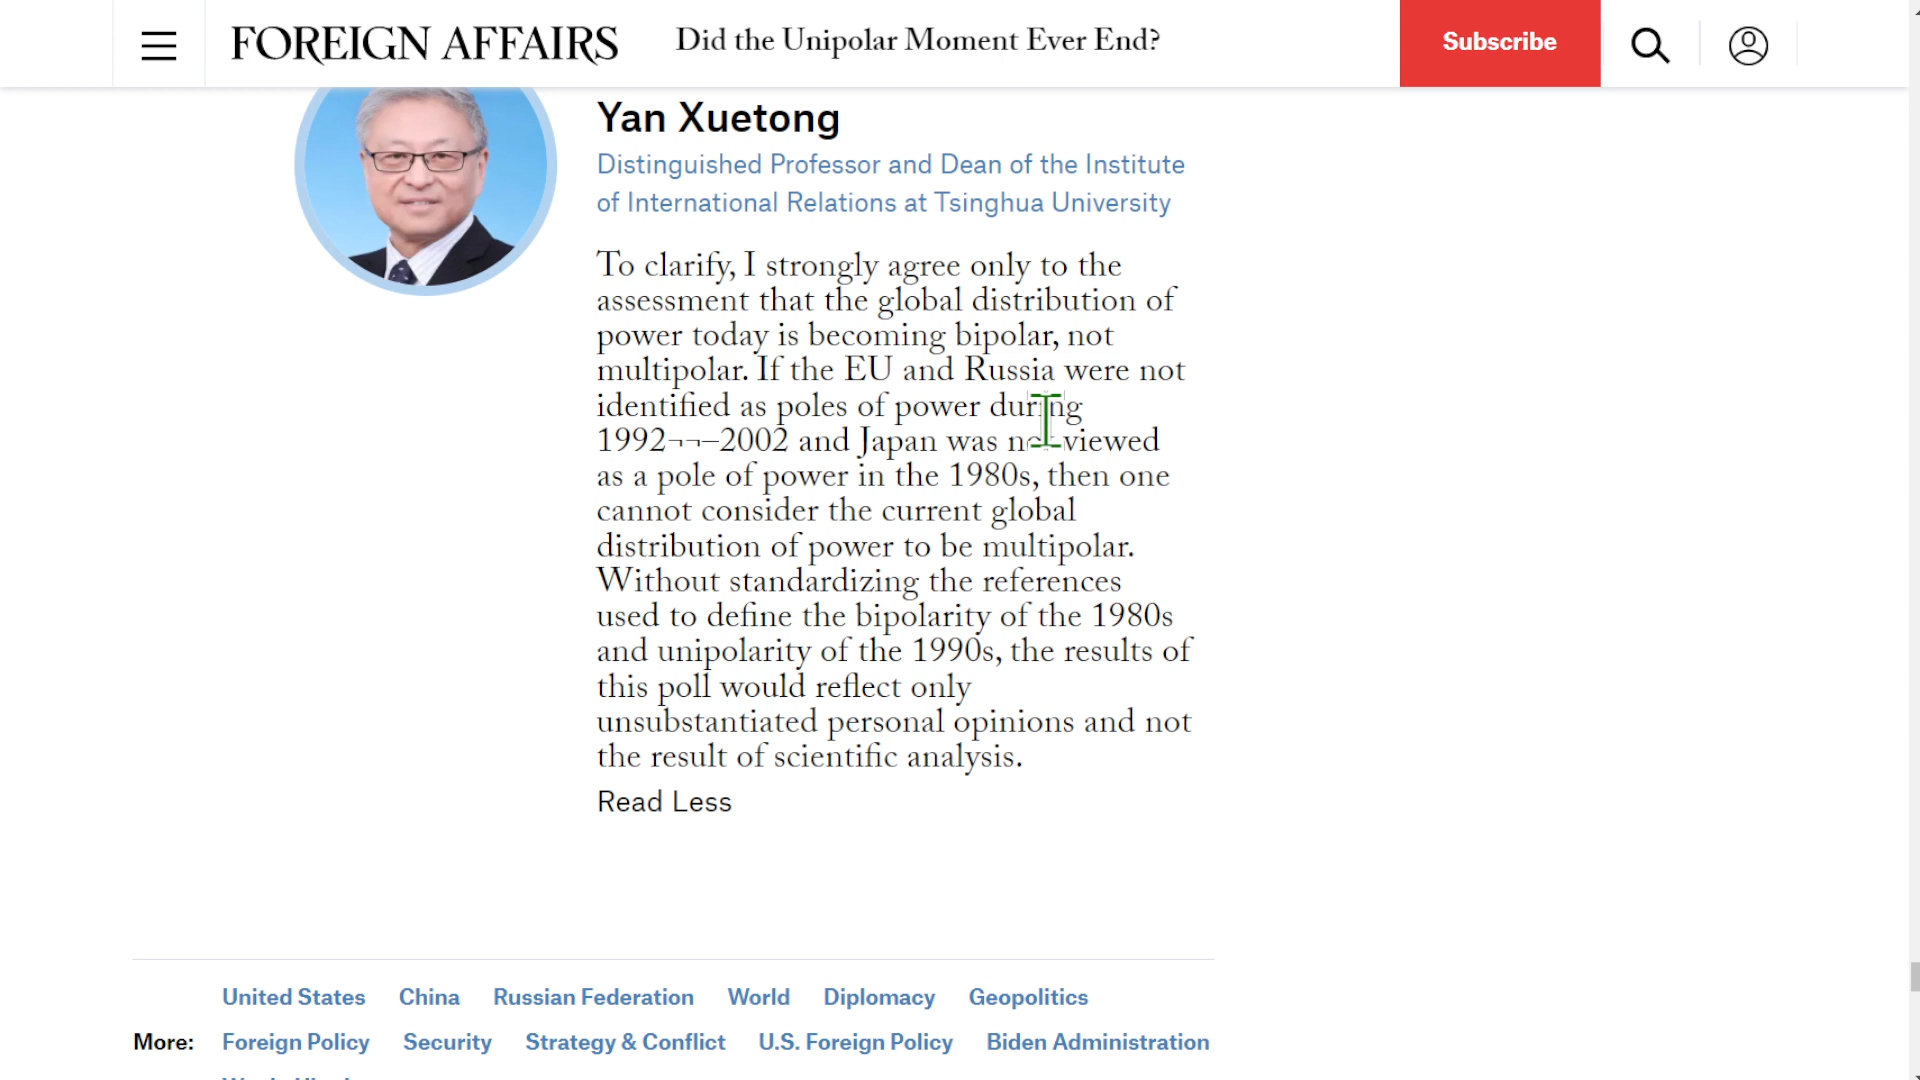 FOREIGN AFFAIRS
Did the Unipolar Moment Ever End?
Subscribe
Yan Xuetong
Distinguished Professor and Dean of the Institute
of International Relations at Tsinghua University
To clarify, I strongly agree only to the
assessment that the global distribution of
power today is becoming bipolar, not
multipolar. If the EU and Russia were not
identified as poles of power during
1992¬¬–2002 and Japan was not viewed
as a pole of power in the 1980s, then one
cannot consider the current global
distribution of power to be multipolar.
Without standardizing the references
used to define the bipolarity of the 1980s
and unipolarity of the 1990s, the results of
this poll would reflect only
unsubstantiated personal opinions and not
the result of scientific analysis.
Read Less
United States China Russian Federation World Diplomacy Geopolitics
More: Foreign Policy Security Strategy & Conflict U.S. Foreign Policy Biden Administration